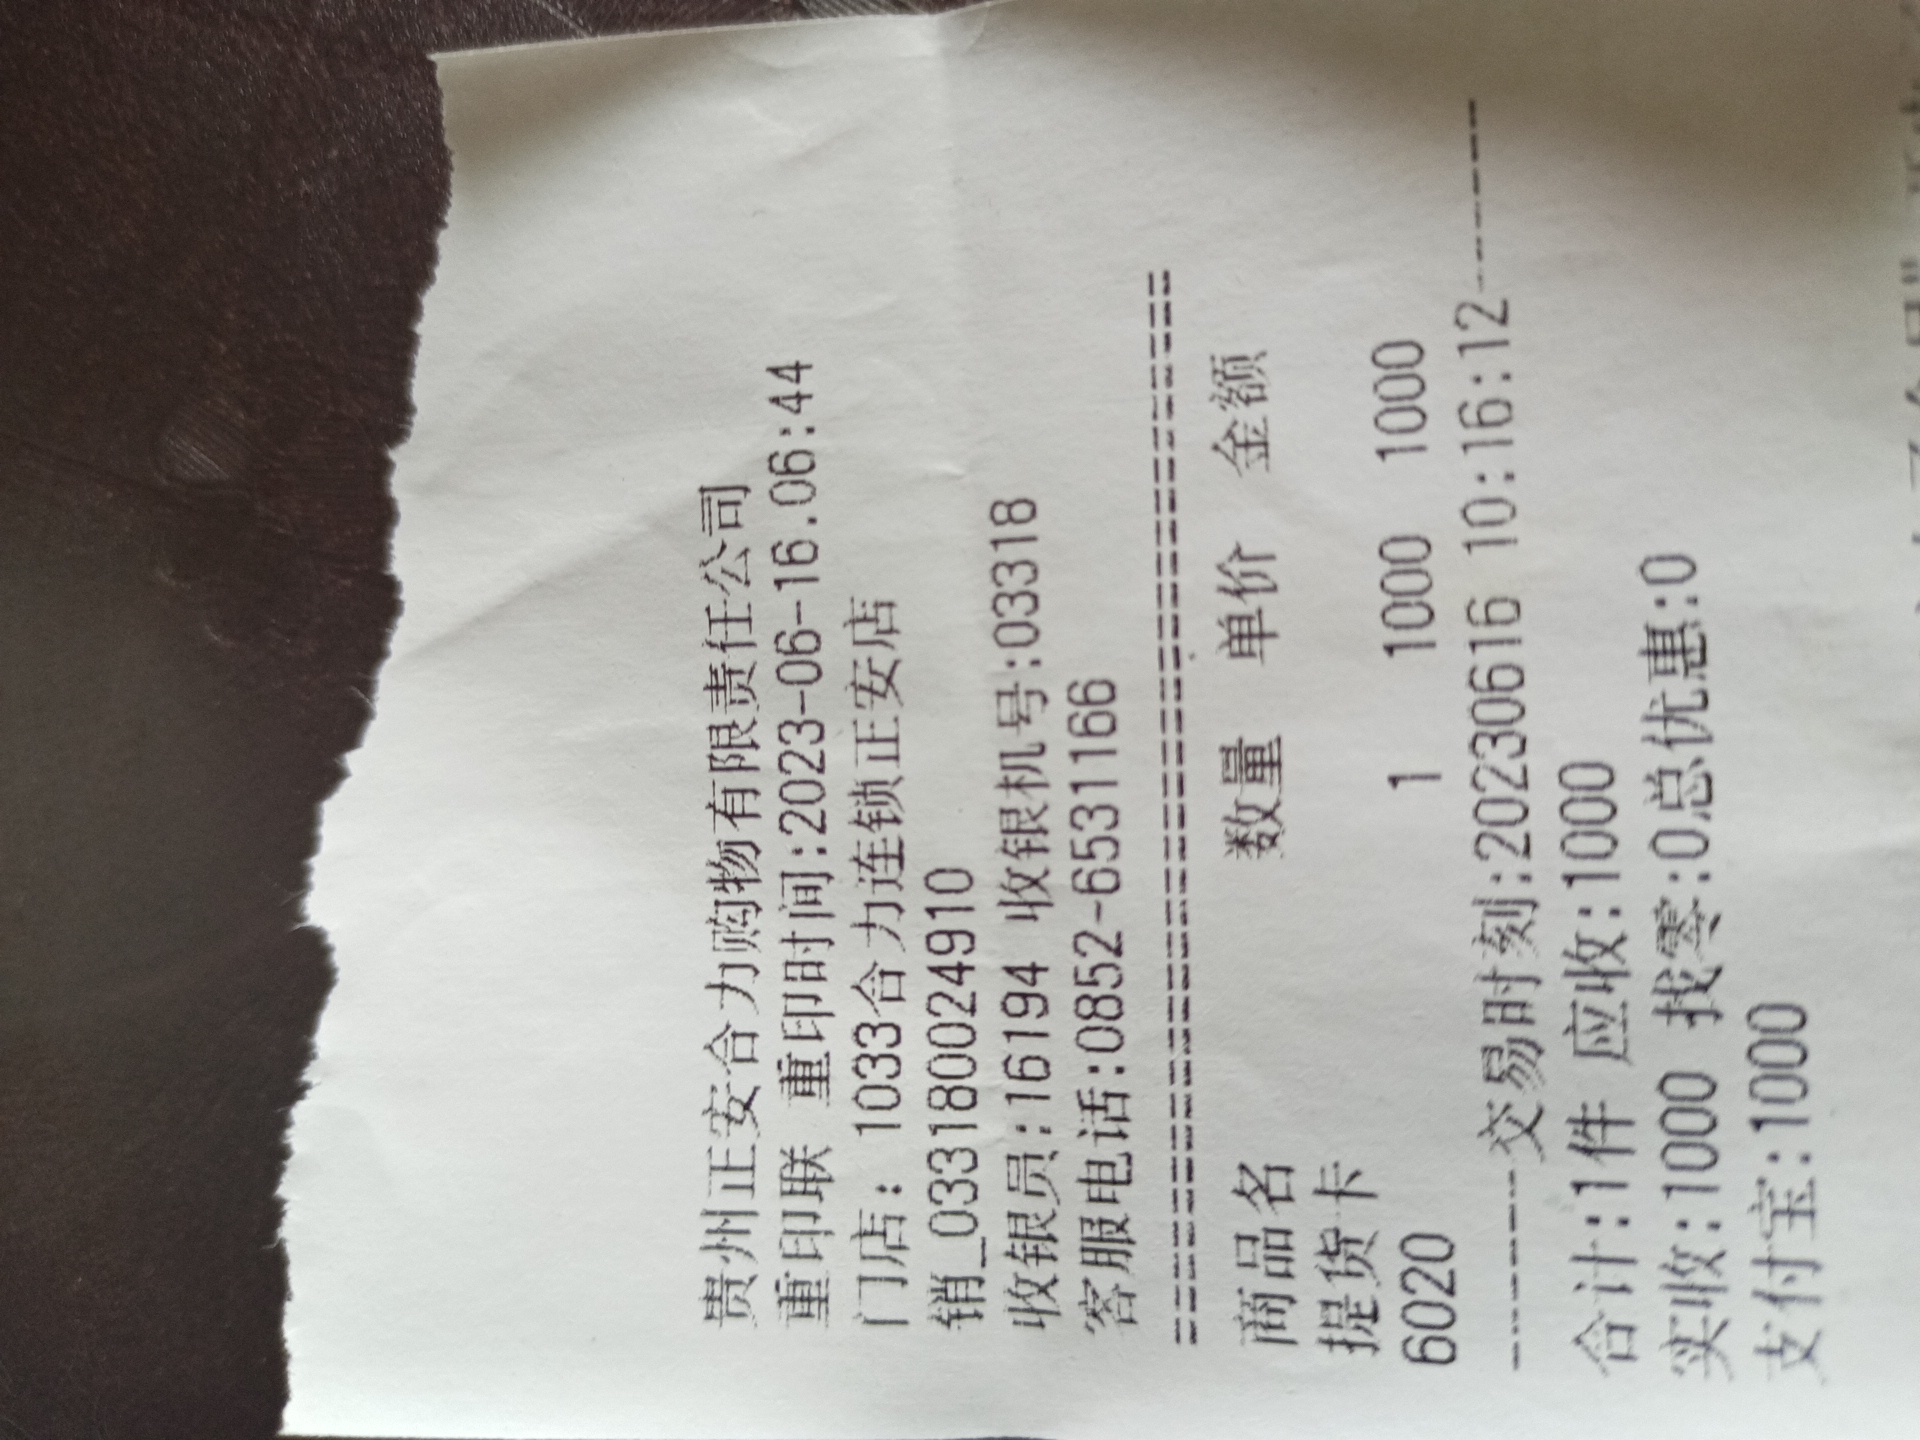 贵州正安合力购物有限责任公司
重印联 重印时间:2023-06-16.06:44
门店: 1033合力连锁正安店
销_033180024910
收银员:16194 收银机号:03318
客服电话:0852-6531166
==========================================
商品名 数量 单价 金额
提货卡
6020 1 1000 1000
----------交易时刻:20230616 10:16:12----------
合计:1件 应收:1000
实收:1000 找零:0总优惠:0
支付宝:1000